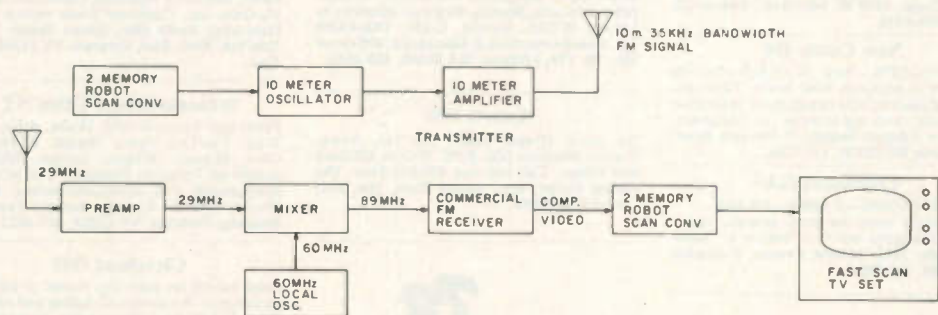 10m 35KHz BANDWIDTH
FM SIGNAL
2 MEMORY
ROBOT
SCAN CONV
10 METER
OSCILLATOR
10 METER
AMPLIFIER
TRANSMITTER
29MHz
PREAMP
29MHz
MIXER
89MHz
COMMERCIAL
FM
RECEIVER
COMP.
VIDEO
2 MEMORY
ROBOT
SCAN CONV.
60MHz
60MHz
LOCAL
OSC
FAST SCAN
TV SET